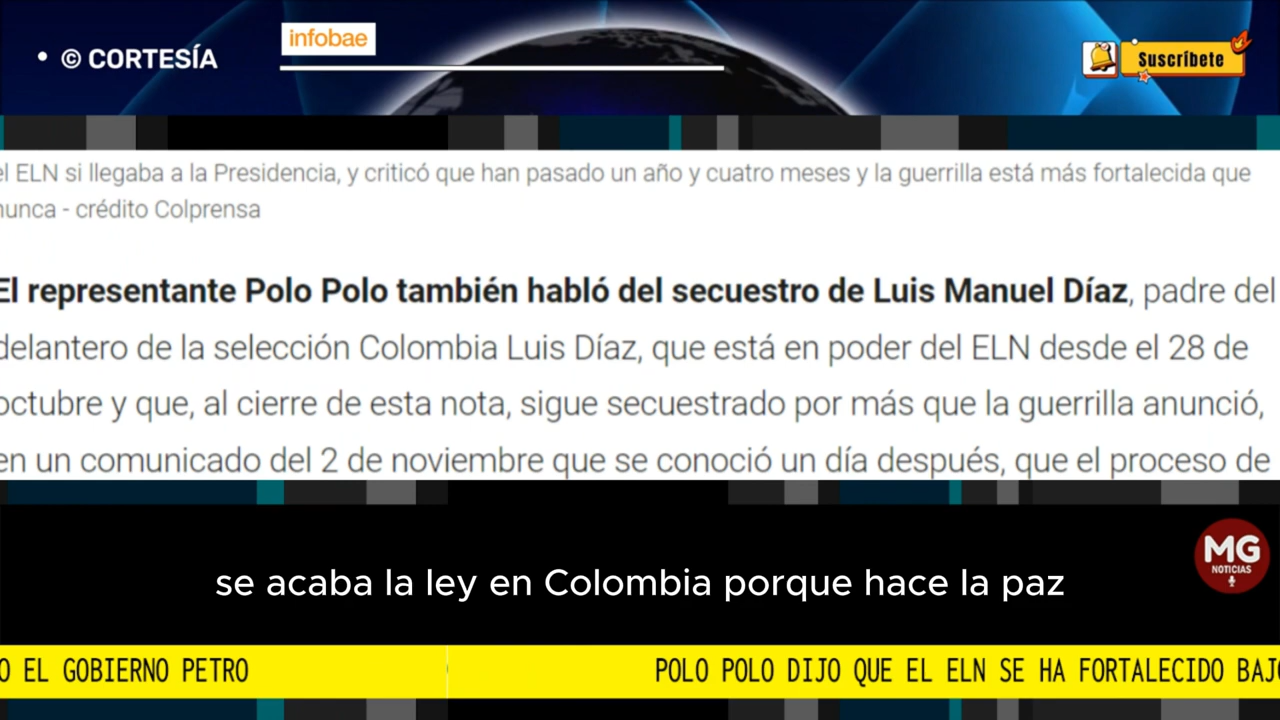 • © CORTESÍA
infobae
Suscríbete
el ELN si llegaba a la Presidencia, y criticó que han pasado un año y cuatro meses y la guerrilla está más fortalecida que
nunca - crédito Colprensa
El representante Polo Polo también habló del secuestro de Luis Manuel Díaz, padre del
delantero de la selección Colombia Luis Díaz, que está en poder del ELN desde el 28 de
octubre y que, al cierre de esta nota, sigue secuestrado por más que la guerrilla anunció,
en un comunicado del 2 de noviembre que se conoció un día después, que el proceso de
MG
NOTICIAS
se acaba la ley en Colombia porque hace la paz
O EL GOBIERNO PETRO POLO POLO DIJO QUE EL ELN SE HA FORTALECIDO BAJO